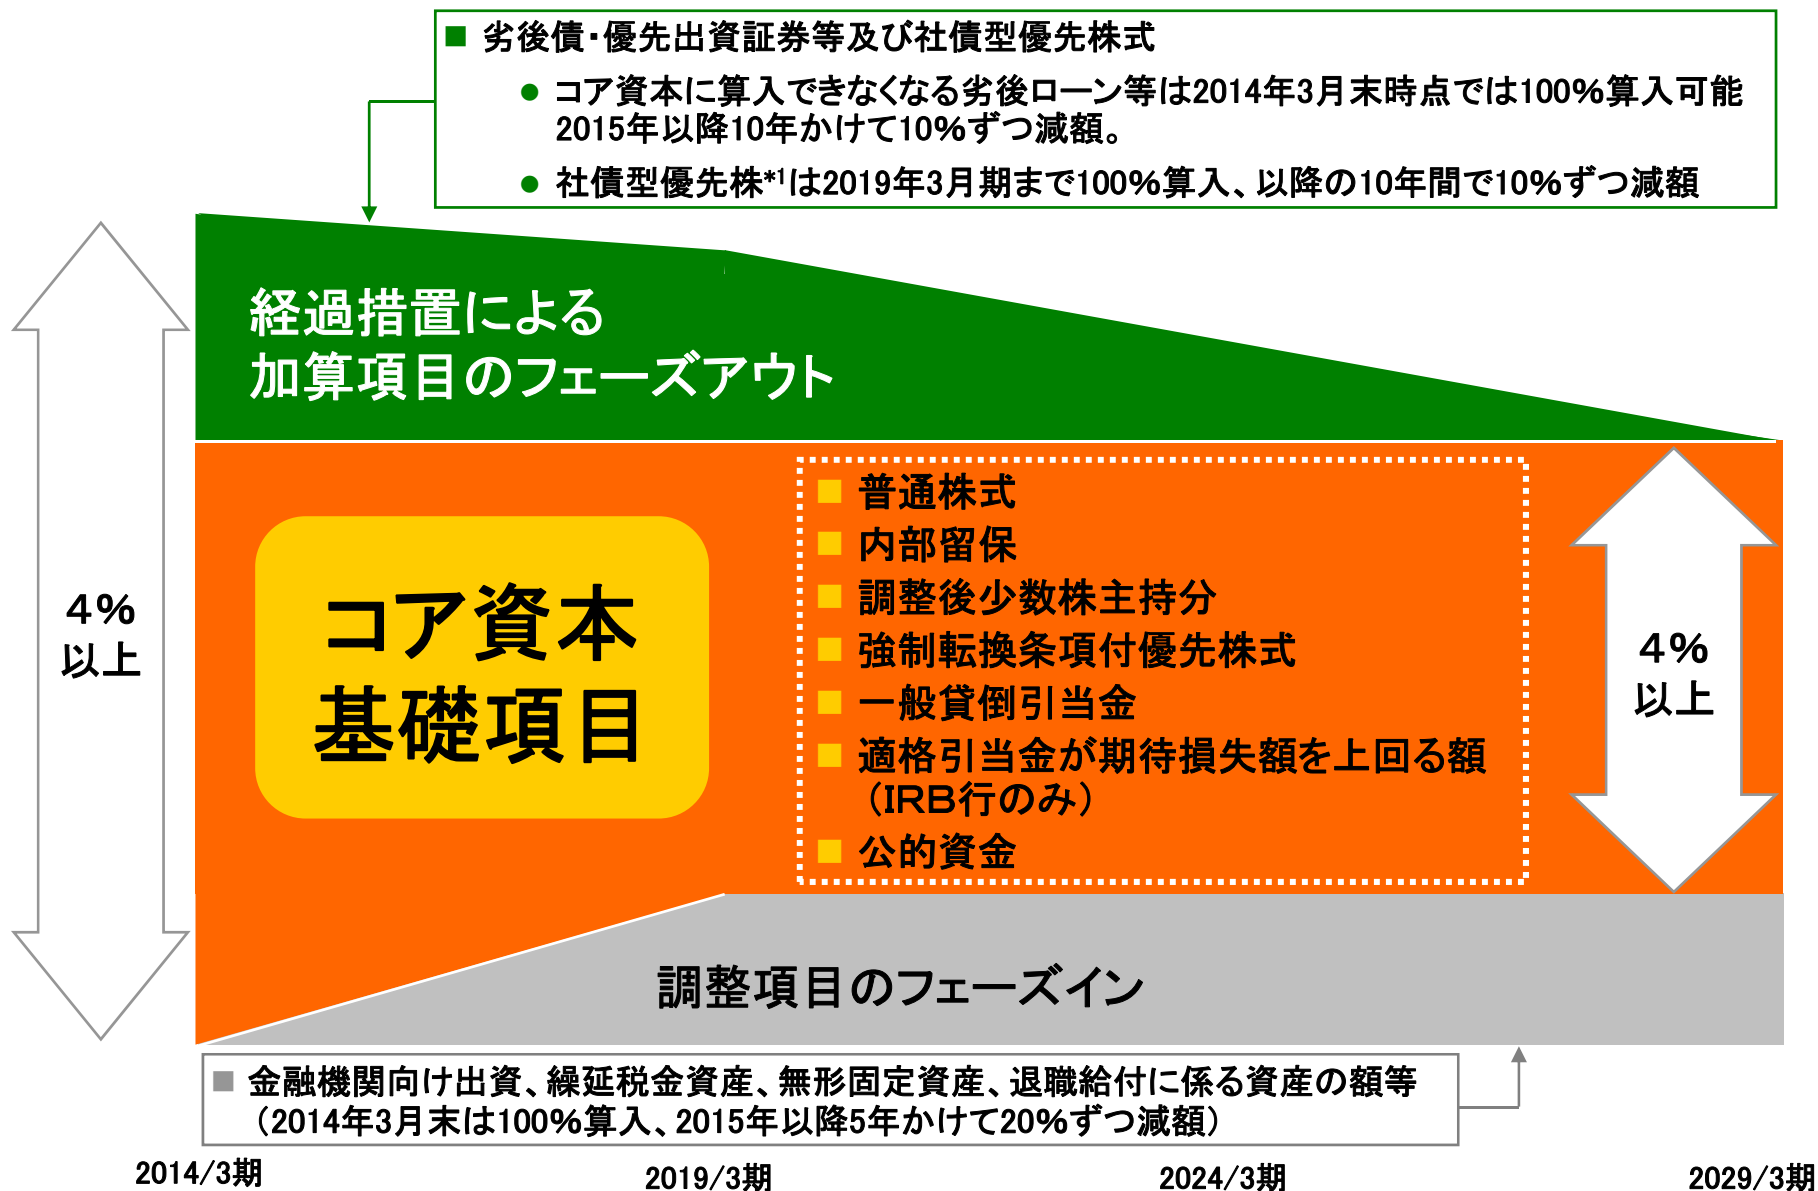 劣後債・優先出資証券等及び社債型優先株式
コア資本に算入できなくなる劣後ローン等は2014年3月末時点では100%算入可能
2015年以降10年かけて10%ずつ減額。
社債型優先株*1は2019年3月期まで100%算入、以降の10年間で10%ずつ減額
経過措置による
加算項目のフェーズアウト
4%
以上
コア資本
基礎項目
普通株式
内部留保
調整後少数株主持分
強制転換条項付優先株式
一般貸倒引当金
適格引当金が期待損失額を上回る額
（IRB行のみ）
公的資金
4%
以上
調整項目のフェーズイン
金融機関向け出資、繰延税金資産、無形固定資産、退職給付に係る資産の額等
（2014年3月末は100%算入、2015年以降5年かけて20%ずつ減額）
2014/3期
2019/3期
2024/3期
2029/3期